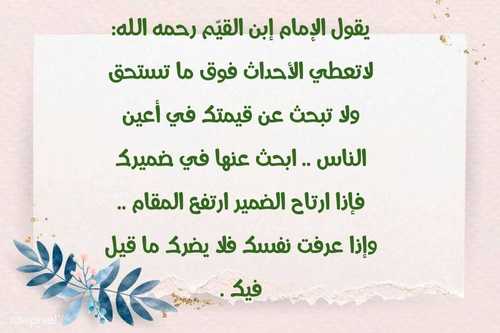 يقول الإمام إبن القيّم رحمه الله:
لاتعطي الأحداث فوق ما تستحق
ولا تبحث عن قيمتك في أعين
الناس .. ابحث عنها في ضميرك
فإذا ارتاح الضمير ارتفع المقام ..
وإذا عرفت نفسك فلا يضرك ما قيل
فيك .
rawpixel